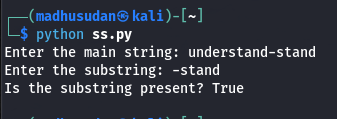 ┌──(madhusudan㉿kali)-[~]
└─$ python ss.py
Enter the main string: understand-stand
Enter the substring: -stand
Is the substring present? True